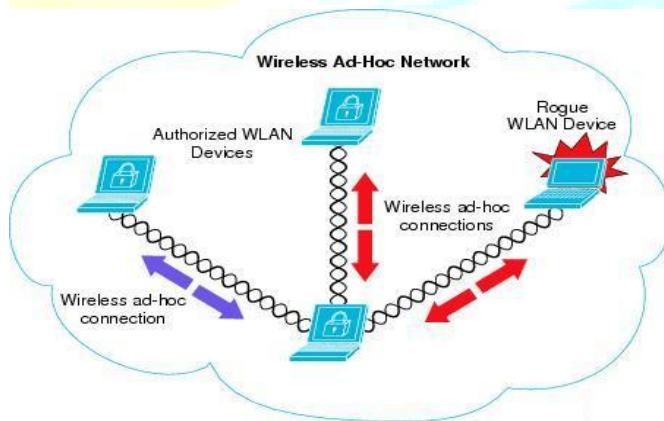 Wireless Ad-Hoc Network
Rogue
WLAN Device
Authorized WLAN
Devices
Wireless ad-hoc
connections
Wireless ad-hoc
connection